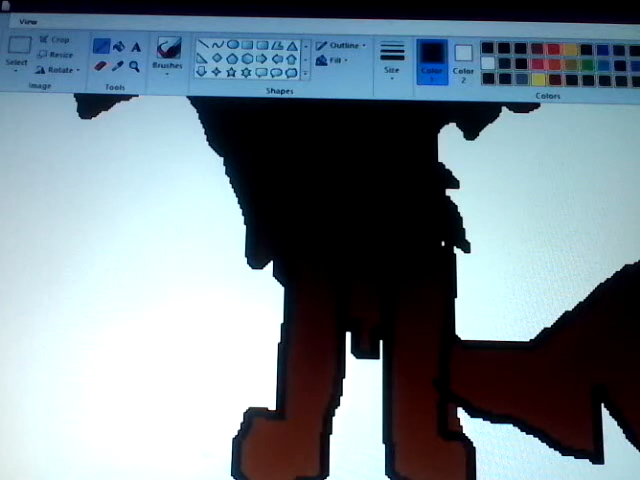 View
Select
Crop
Resize
Rotate
Image
A
Tools
Brushes
Shapes
Outline
Fill
Size
Color 1
Color 2
Colors